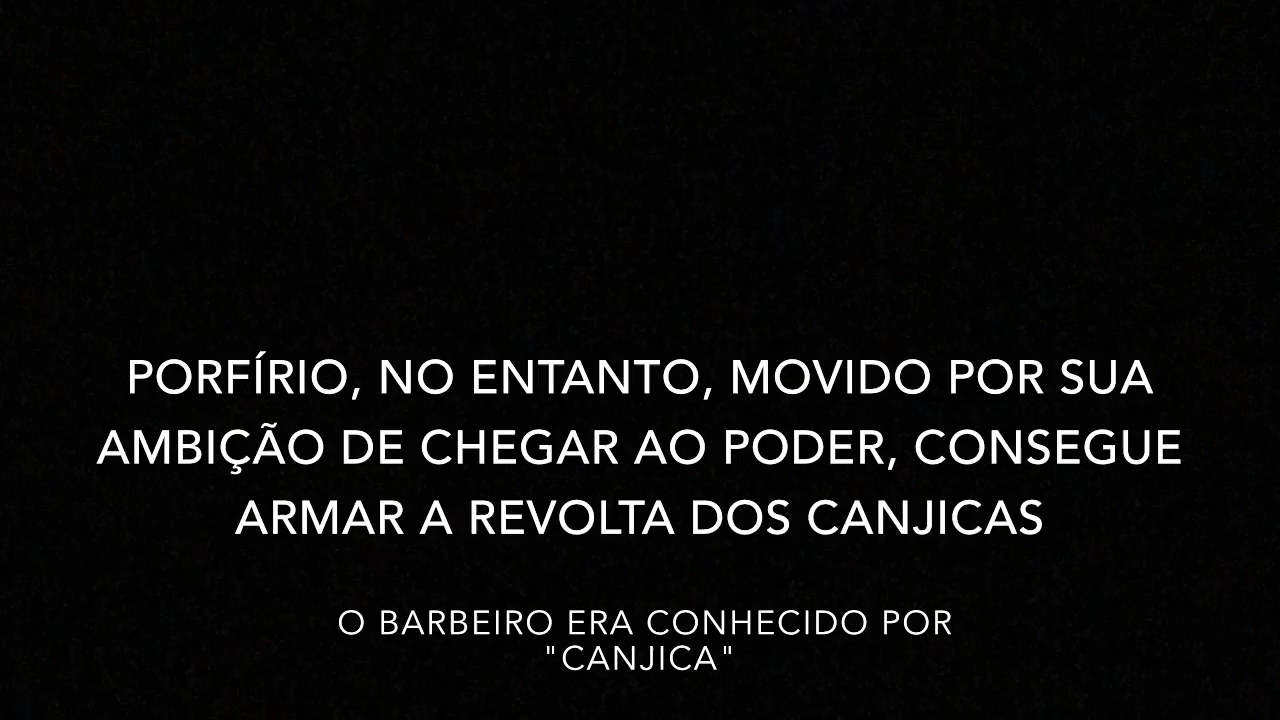 PORFÍRIO, NO ENTANTO, MOVIDO POR SUA
AMBIÇÃO DE CHEGAR AO PODER, CONSEGUE
ARMAR A REVOLTA DOS CANJICAS
O BARBEIRO ERA CONHECIDO POR
"CANJICA"